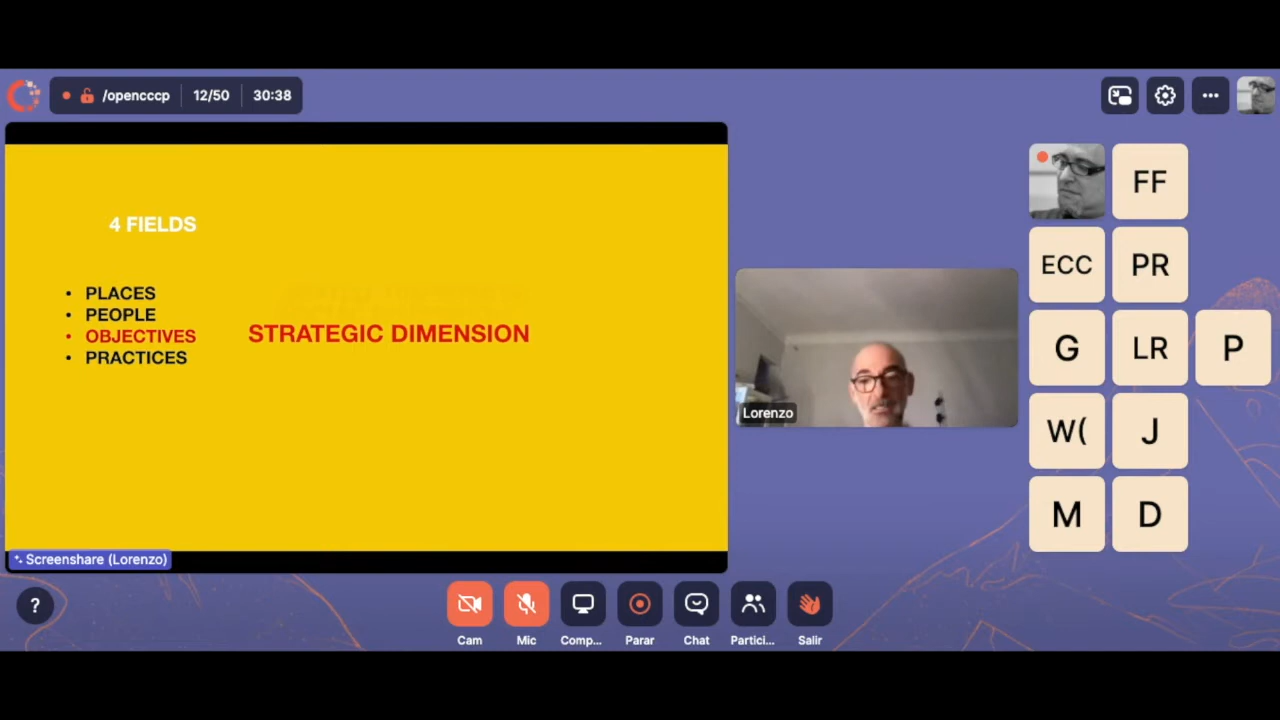 /opencccp
12/50
30:38
4 FIELDS
• PLACES
• PEOPLE
• OBJECTIVES
• PRACTICES
STRATEGIC DIMENSION
Screenshare (Lorenzo)
Lorenzo
FF
ECC
PR
G
LR
P
W(
J
M
D
?
Cam
Mic
Comp...
Parar
Chat
Partici...
Salir